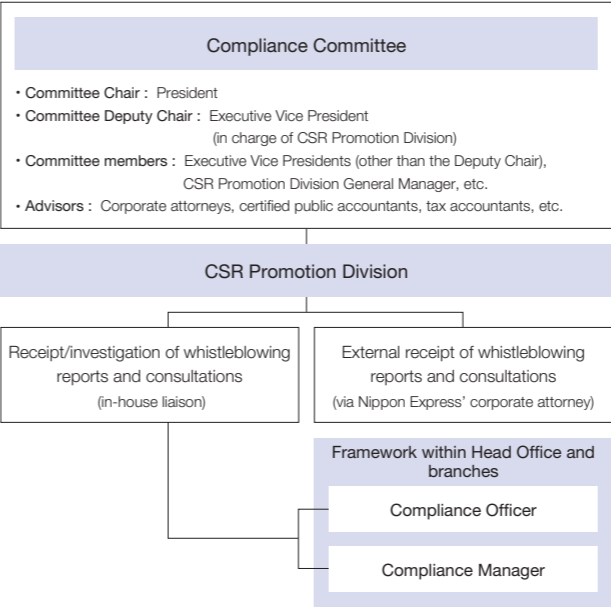 Compliance Committee
・Committee Chair : President
・Committee Deputy Chair : Executive Vice President
(in charge of CSR Promotion Division)
・Committee members : Executive Vice Presidents (other than the Deputy Chair),
CSR Promotion Division General Manager, etc.
・Advisors : Corporate attorneys, certified public accountants, tax accountants, etc.
CSR Promotion Division
Receipt/investigation of whistleblowing
reports and consultations
(in-house liaison)
External receipt of whistleblowing
reports and consultations
(via Nippon Express’ corporate attorney)
Framework within Head Office and
branches
Compliance Officer
Compliance Manager